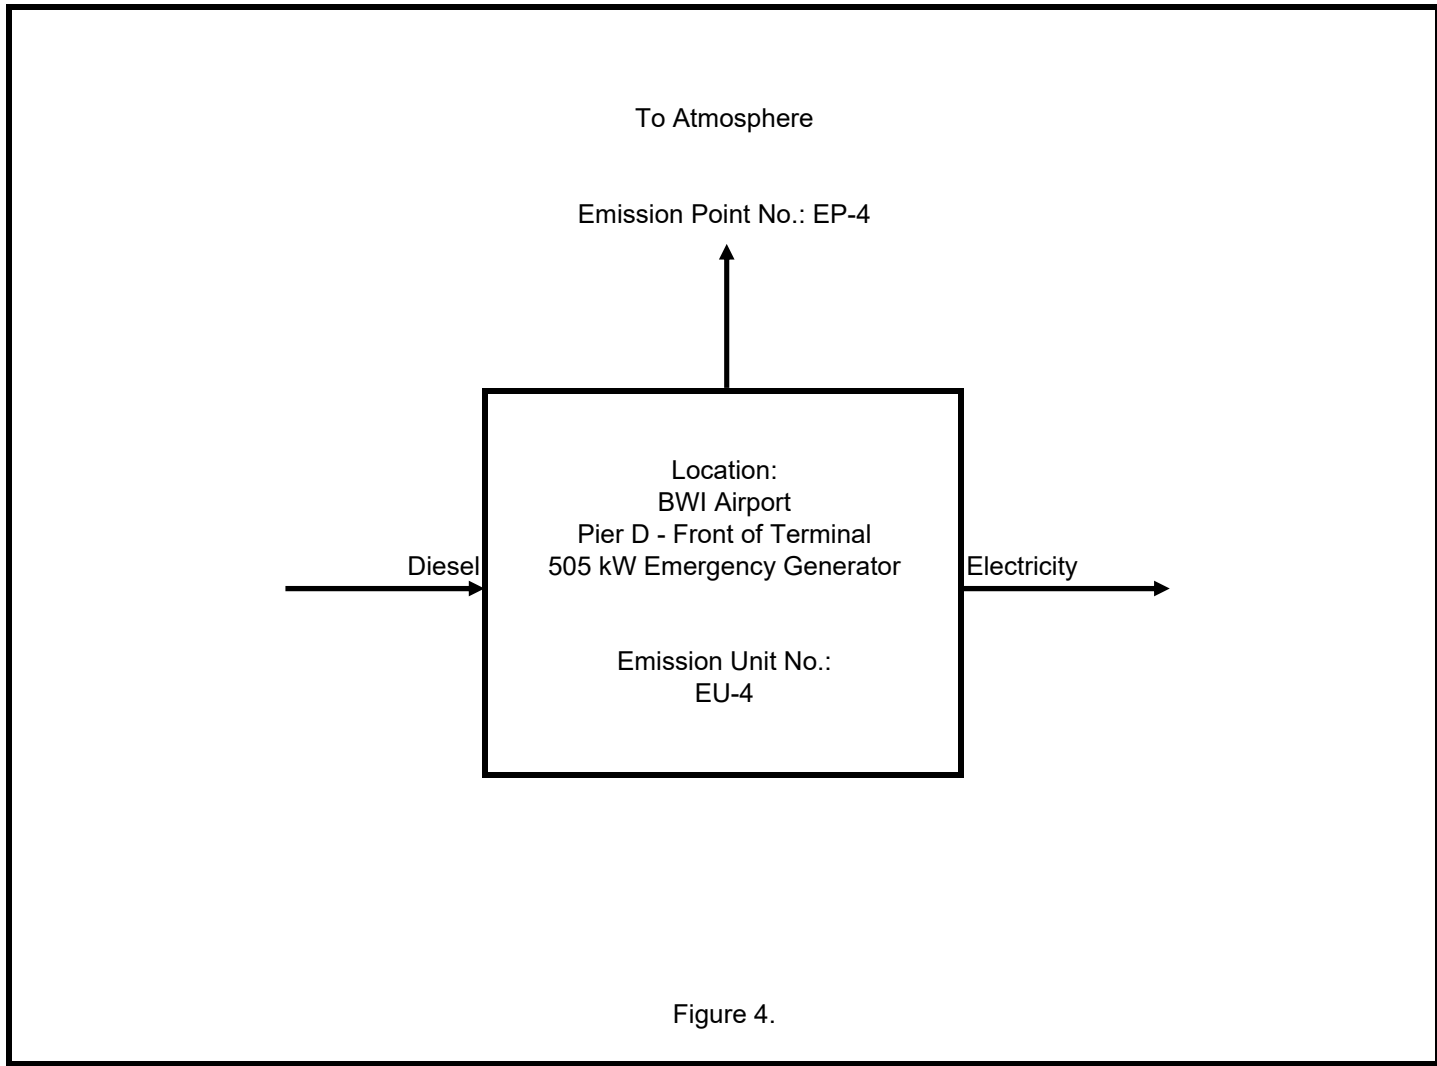 To Atmosphere
Emission Point No.: EP-4
Location:
BWI Airport
Pier D - Front of Terminal
Diesel
505 kW Emergency Generator
Electricity
Emission Unit No.:
EU-4
Figure 4.